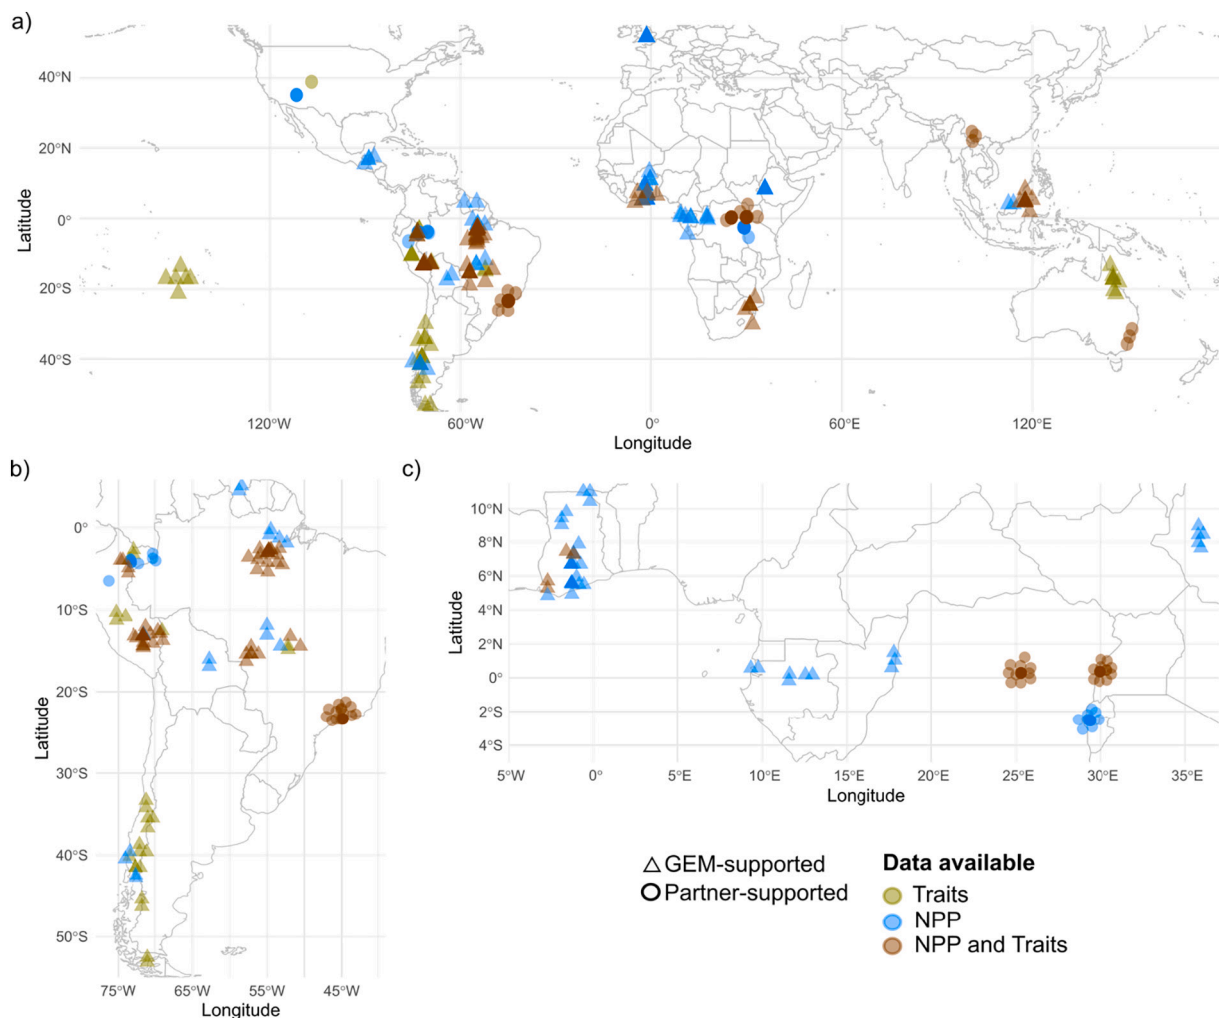 a)
40°N
20°N
0°
20°S
40°S
Latitude
120°W
60°W
0°
60°E
120°E
Longitude
b)
0°
10°S
20°S
30°S
40°S
50°S
Latitude
75°W
65°W
55°W
45°W
Longitude
c)
10°N
8°N
6°N
4°N
2°N
0°
2°S
4°S
Latitude
5°W
0°
5°E
10°E
15°E
20°E
25°E
30°E
35°E
Longitude
GEM-supported
Partner-supported
Data available
Traits
NPP
NPP and Traits